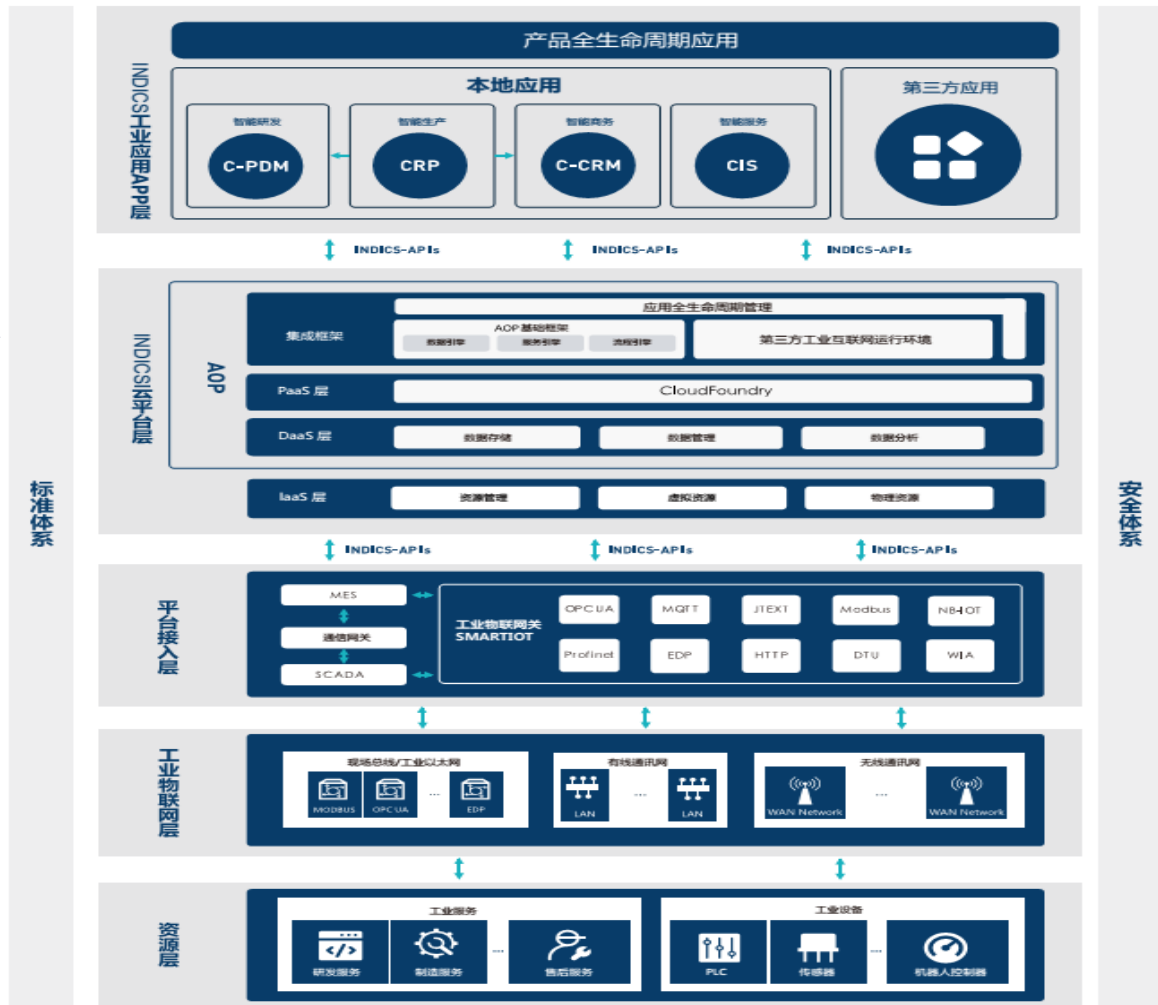 产品全生命周期应用
INDICS工业应用APP层
本地应用
第三方应用
智能研发
智能生产
智能商务
智能服务
C-PDM
CRP
C-CRM
CIS
INDICS-APIs
INDICS-APIs
INDICS-APIs
INDICSI云平台层
AOP
应用全生命周期管理
集成框架
AOP基础框架
数据引擎
服务引擎
流程引擎
第三方工业互联网运行环境
PaaS 层
CloudFoundry
DaaS 层
数据存储
数据管理
数据分析
IaaS 层
资源管理
虚拟资源
物理资源
标准体系
安全体系
INDICS-APIs
INDICS-APIs
INDICS-APIs
平台接入层
MES
通信网关
SCADA
工业物联网关
SMARTIOT
OPC UA
MQTT
JTEXT
Modbus
NB-IOT
Profinet
EDP
HTTP
DTU
WIA
工业物联网层
现场总线/工业以太网
有线通讯网
无线通讯网
MODBUS
OPC UA
...
EDP
LAN
...
LAN
WAN Network
...
WAN Network
资源层
工业服务
工业设备
研发服务
制造服务
...
售后服务
PLC
传感器
...
机器人控制器